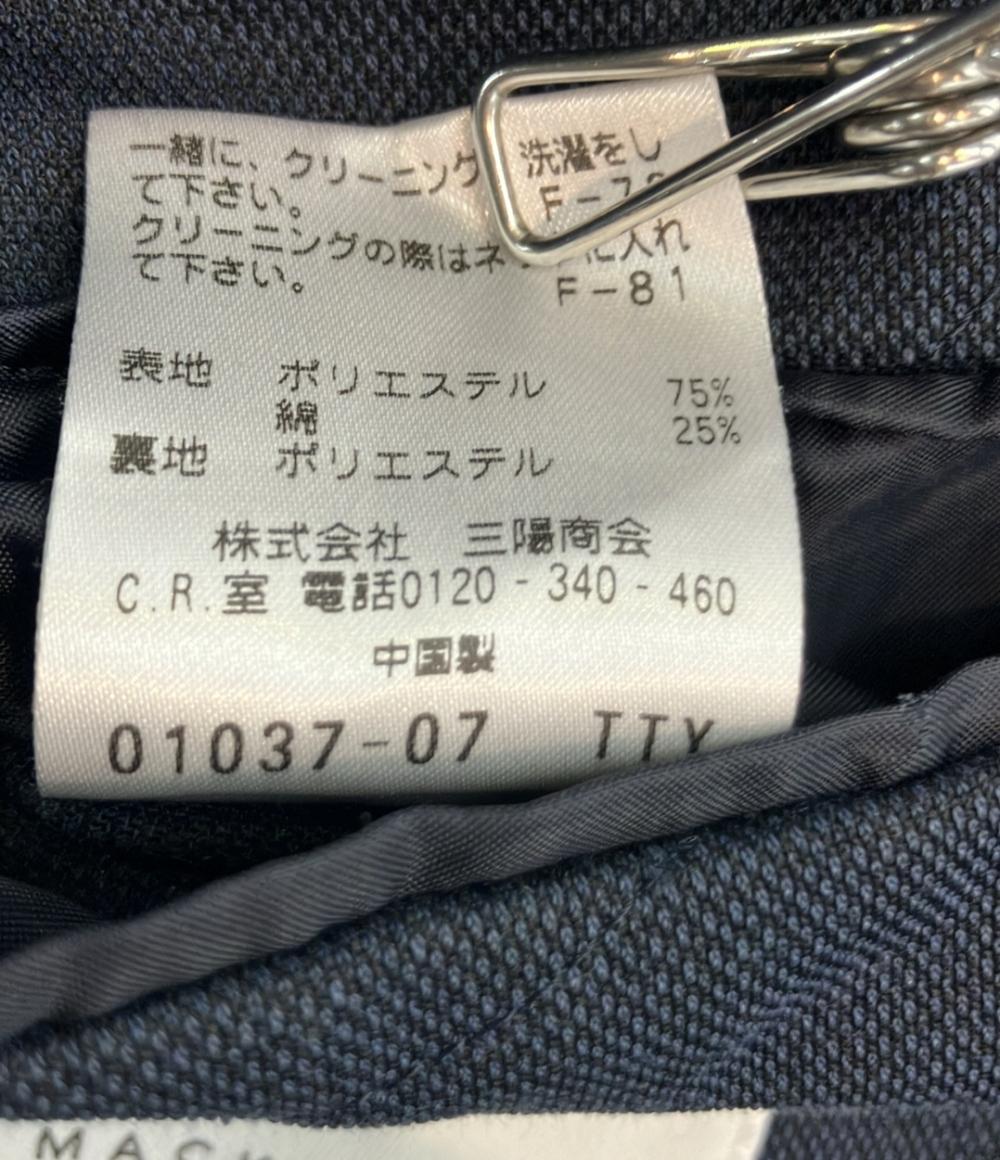 一緒に、クリーニング 洗濯をし
て下さい。
F-7
クリーニングの際はネ に入れ
て下さい。
F-81
表地 ポリエステル 75%
綿 25%
裏地 ポリエステル
株式会社 三陽商会
C.R.室 電話0120-340-460
中国製
01037-07 TTY
MAC